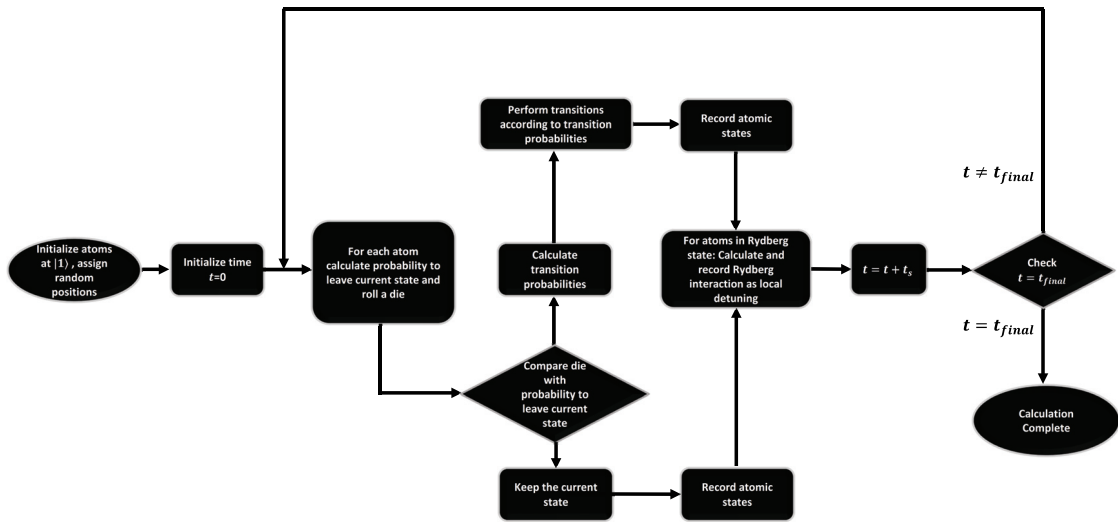 Perform transitions
according to transition
probabilities
Record atomic
states
t ≠ t_final
Initialize atoms
at |1⟩ , assign
random
positions
Initialize time
t=0
For each atom
calculate probability to
leave current state and
roll a die
Calculate
transition
probabilities
For atoms in Rydberg
state: Calculate and
record Rydberg
interaction as local
detuning
t = t + t_s
Check
t = t_final
t = t_final
Compare die
with
probability to
leave current
state
Calculation
Complete
Keep the current
state
Record atomic
states